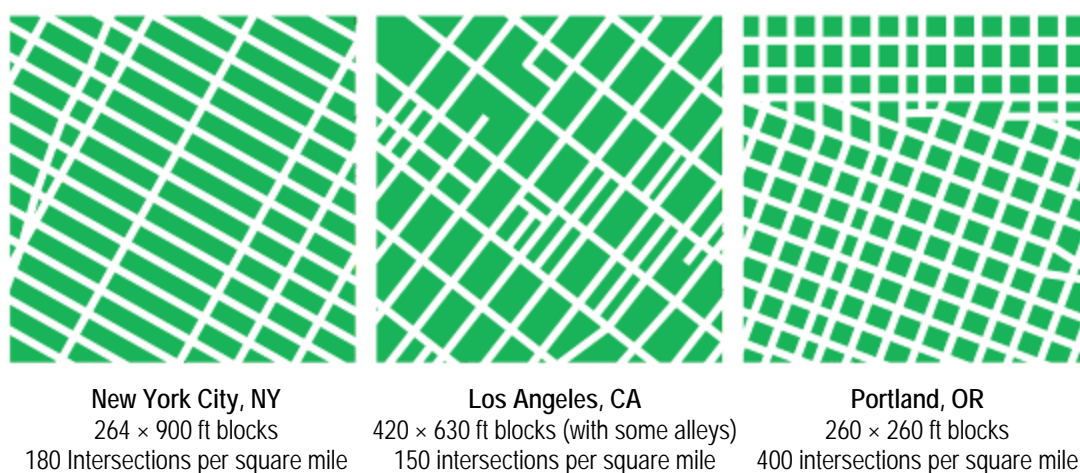 New York City, NY
264 × 900 ft blocks
180 Intersections per square mile
Los Angeles, CA
420 × 630 ft blocks (with some alleys)
150 intersections per square mile
Portland, OR
260 × 260 ft blocks
400 intersections per square mile